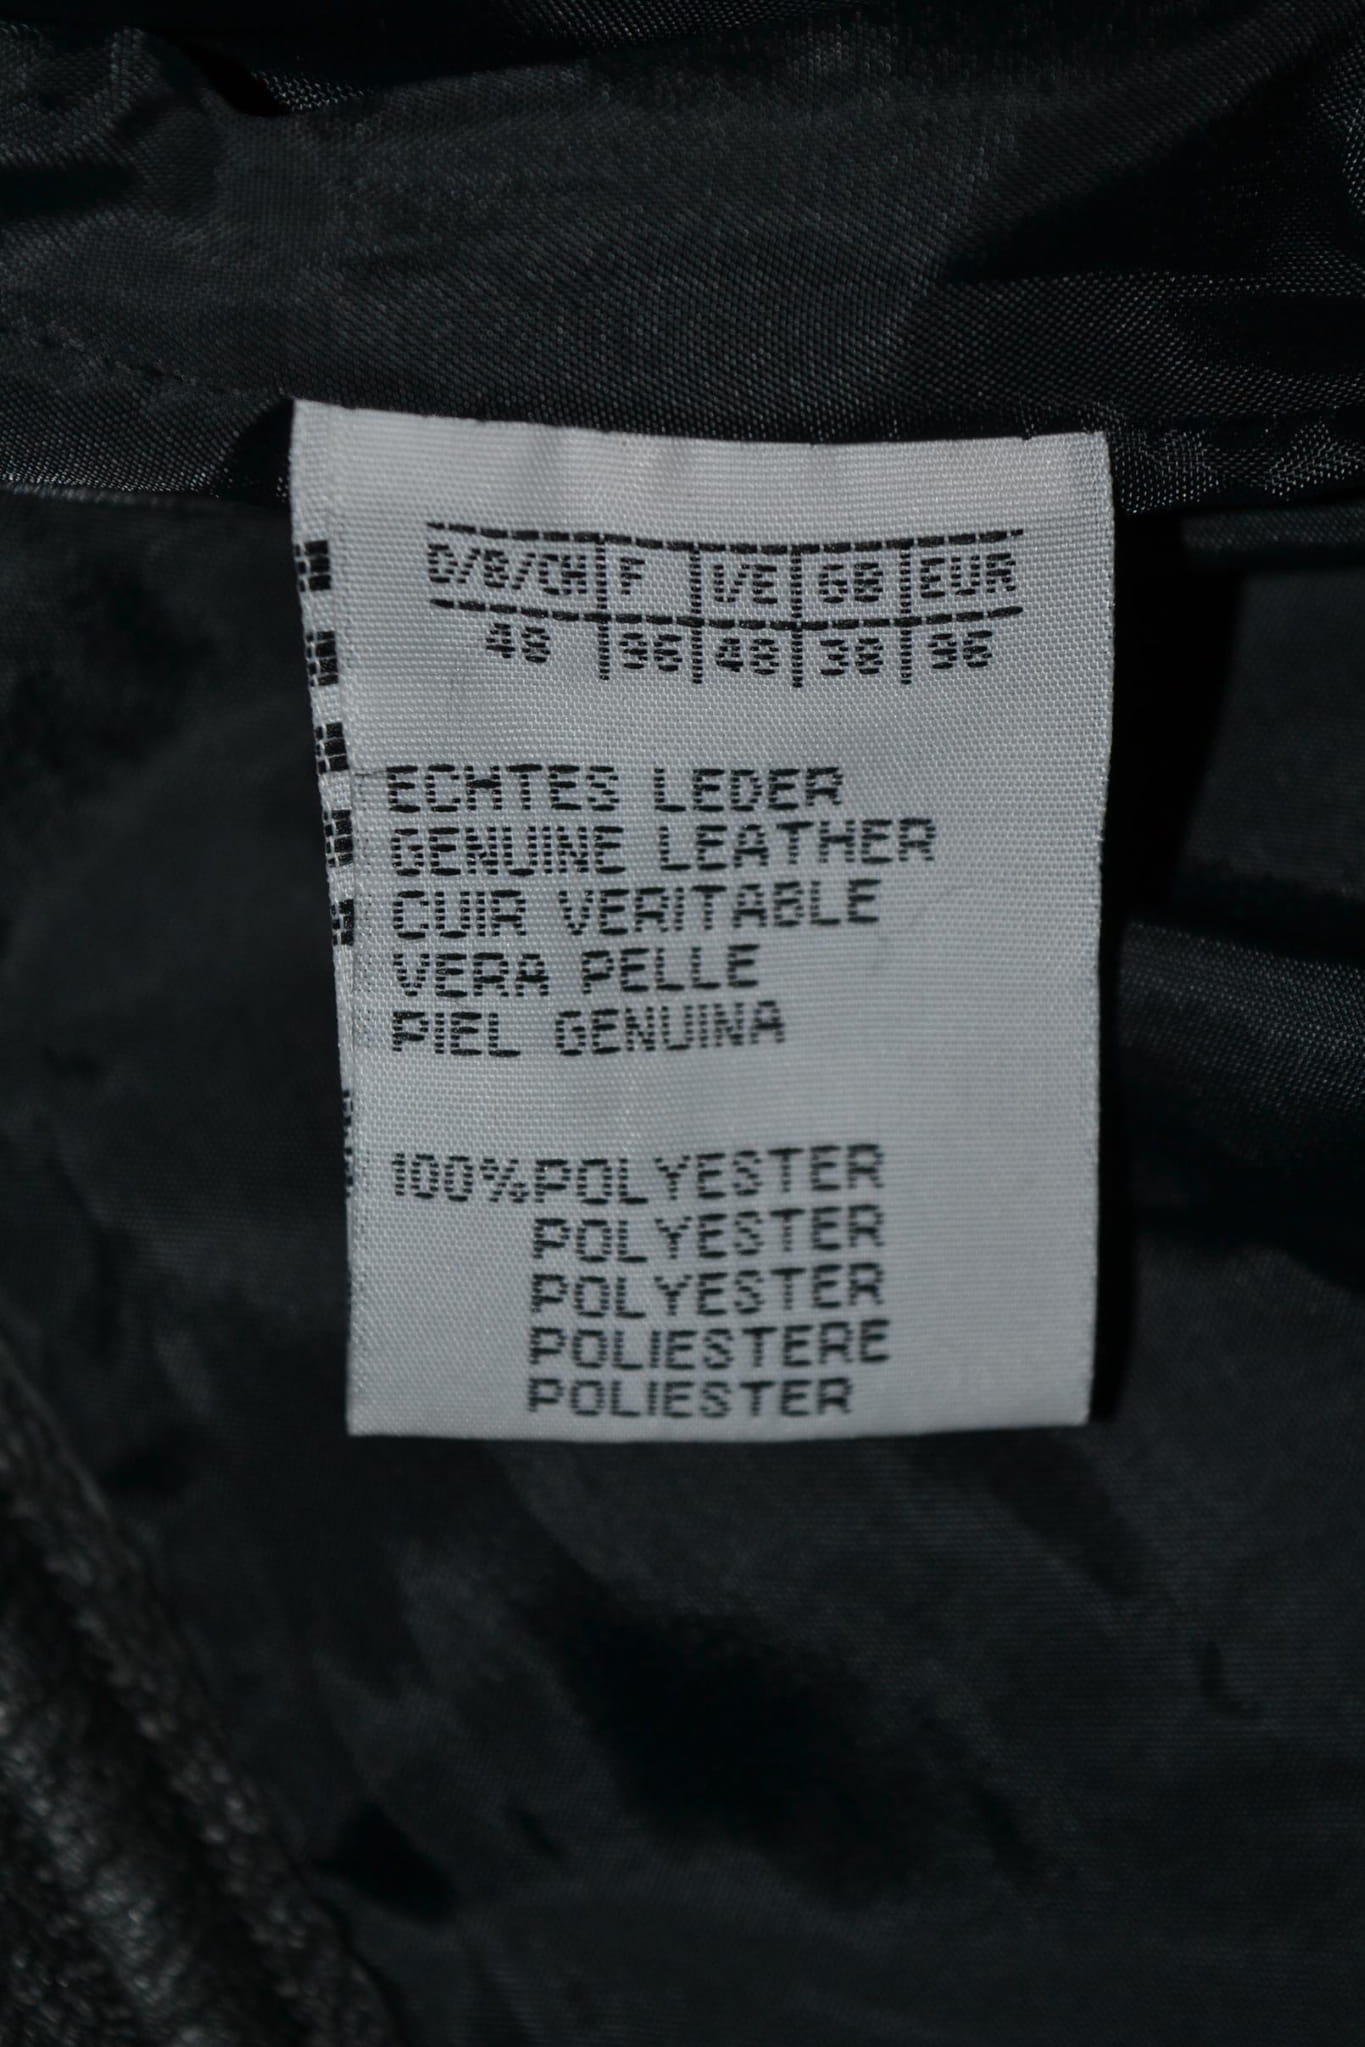 D/B/CH F I/E GB EUR
48 96 48 38 96
ECHTES LEDER
GENUINE LEATHER
CUIR VERITABLE
VERA PELLE
PIEL GENUINA
100%POLYESTER
POLYESTER
POLYESTER
POLIESTERE
POLIESTER